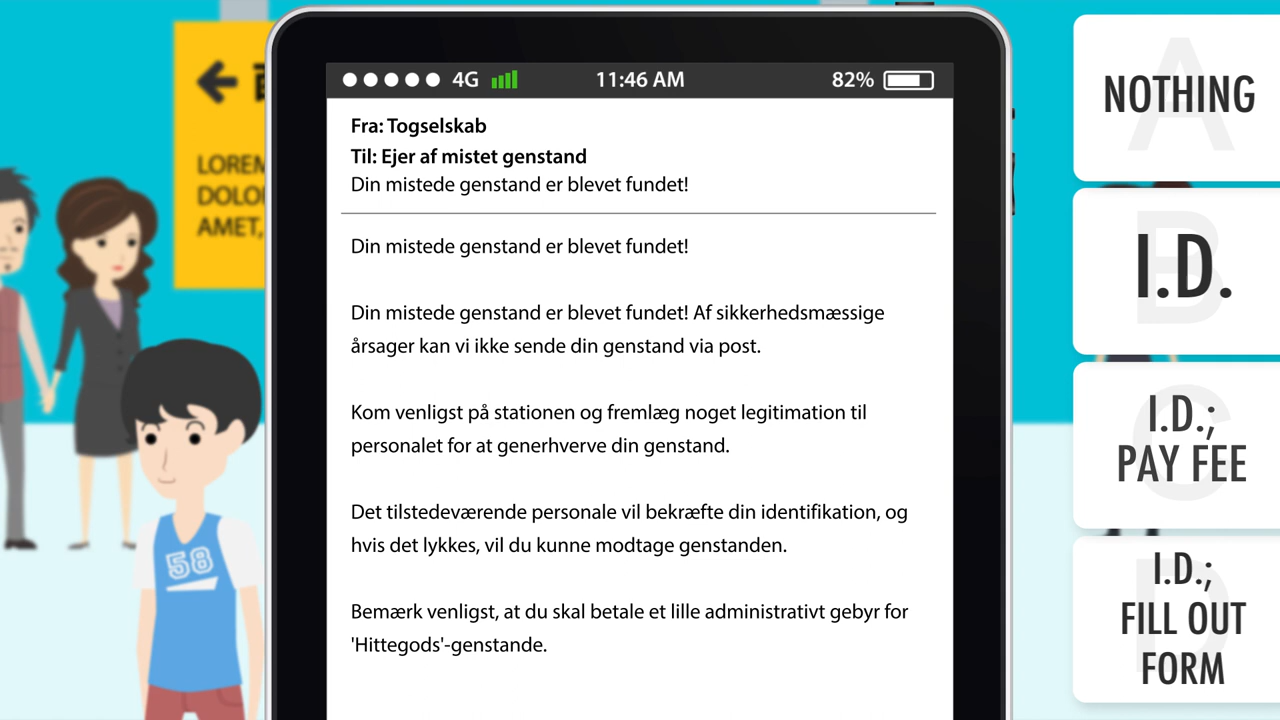 LOREM
DOLO
AMET,
4G
11:46 AM
82%
Fra: Togselskab
Til: Ejer af mistet genstand
Din mistede genstand er blevet fundet!
Din mistede genstand er blevet fundet!
Din mistede genstand er blevet fundet! Af sikkerhedsmæssige
årsager kan vi ikke sende din genstand via post.
Kom venligst på stationen og fremlæg noget legitimation til
personalet for at generhverve din genstand.
Det tilstedeværende personale vil bekræfte din identifikation, og
hvis det lykkes, vil du kunne modtage genstanden.
Bemærk venligst, at du skal betale et lille administrativt gebyr for
'Hittegods'-genstande.
58
A
NOTHING
B
I.D.
C
I.D.;
PAY FEE
D
I.D.;
FILL OUT
FORM